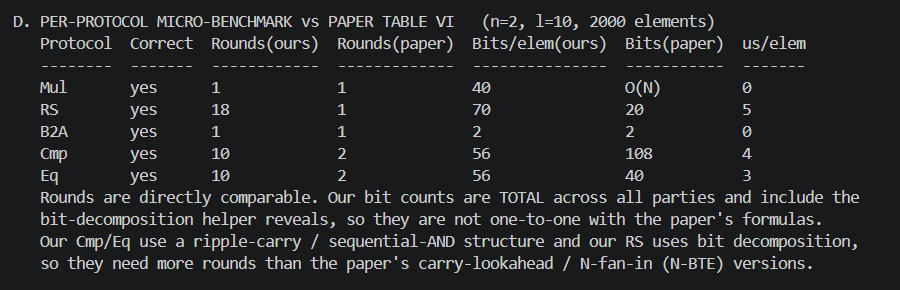 D. PER-PROTOCOL MICRO-BENCHMARK vs PAPER TABLE VI (n=2, l=10, 2000 elements)
Protocol Correct Rounds(ours) Rounds(paper) Bits/elem(ours) Bits(paper) us/elem
-------- ------- ------------ ------------- --------------- ----------- -------
Mul yes 1 1 40 O(N) 0
RS yes 18 1 70 20 5
B2A yes 1 1 2 2 0
Cmp yes 10 2 56 108 4
Eq yes 10 2 56 40 3
Rounds are directly comparable. Our bit counts are TOTAL across all parties and include the
bit-decomposition helper reveals, so they are not one-to-one with the paper's formulas.
Our Cmp/Eq use a ripple-carry / sequential-AND structure and our RS uses bit decomposition,
so they need more rounds than the paper's carry-lookahead / N-fan-in (N-BTE) versions.